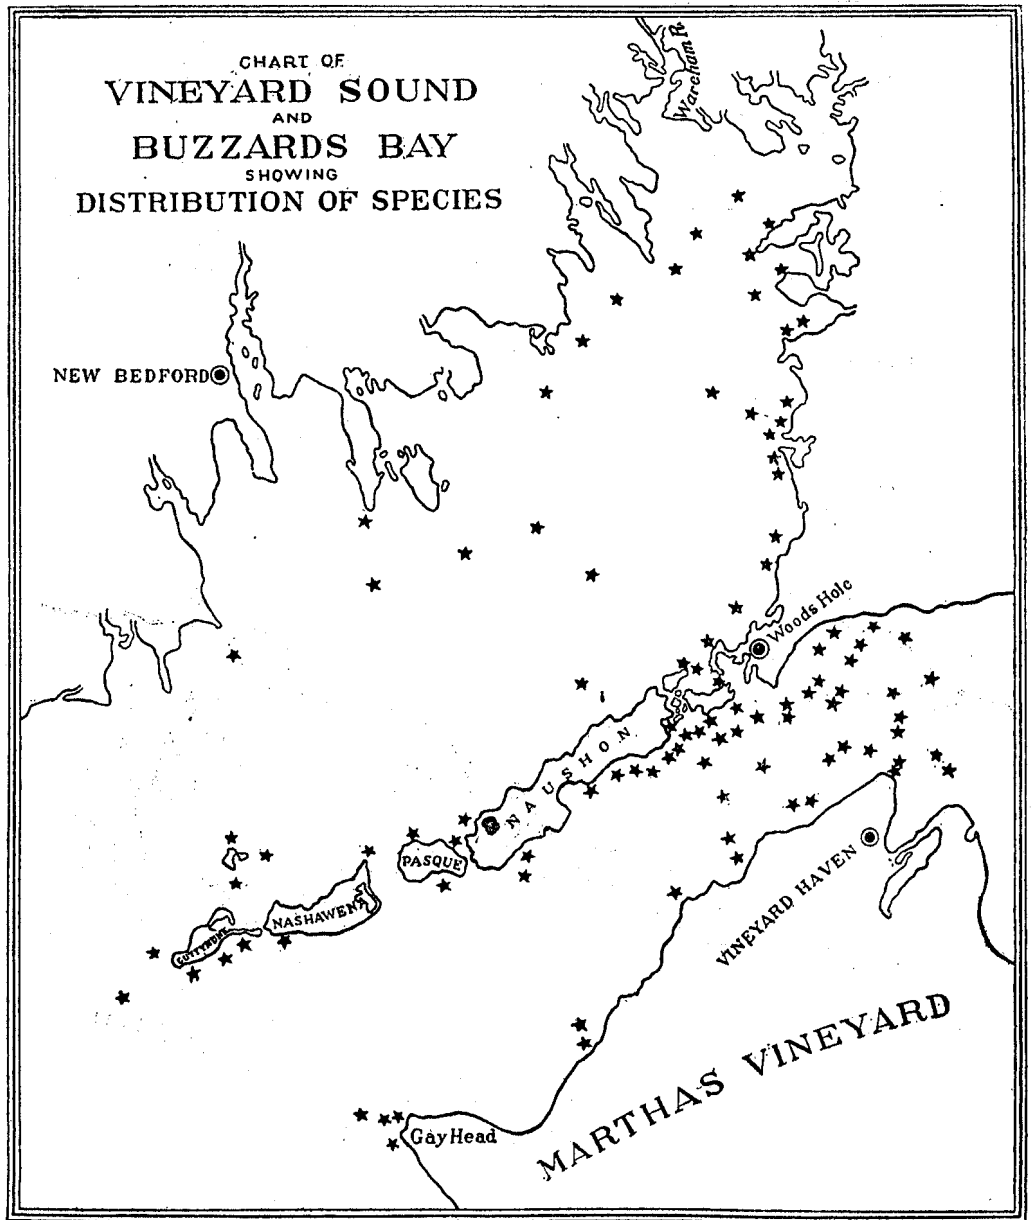 CHART OF
VINEYARD SOUND
AND
BUZZARDS BAY
SHOWING
DISTRIBUTION OF SPECIES
Wareham R.
NEW BEDFORD
Woods Hole
NAUSHON
PASQUE
NASHAWENA
CUTTYHUNK
VINEYARD HAVEN
MARTHAS VINEYARD
Gay Head